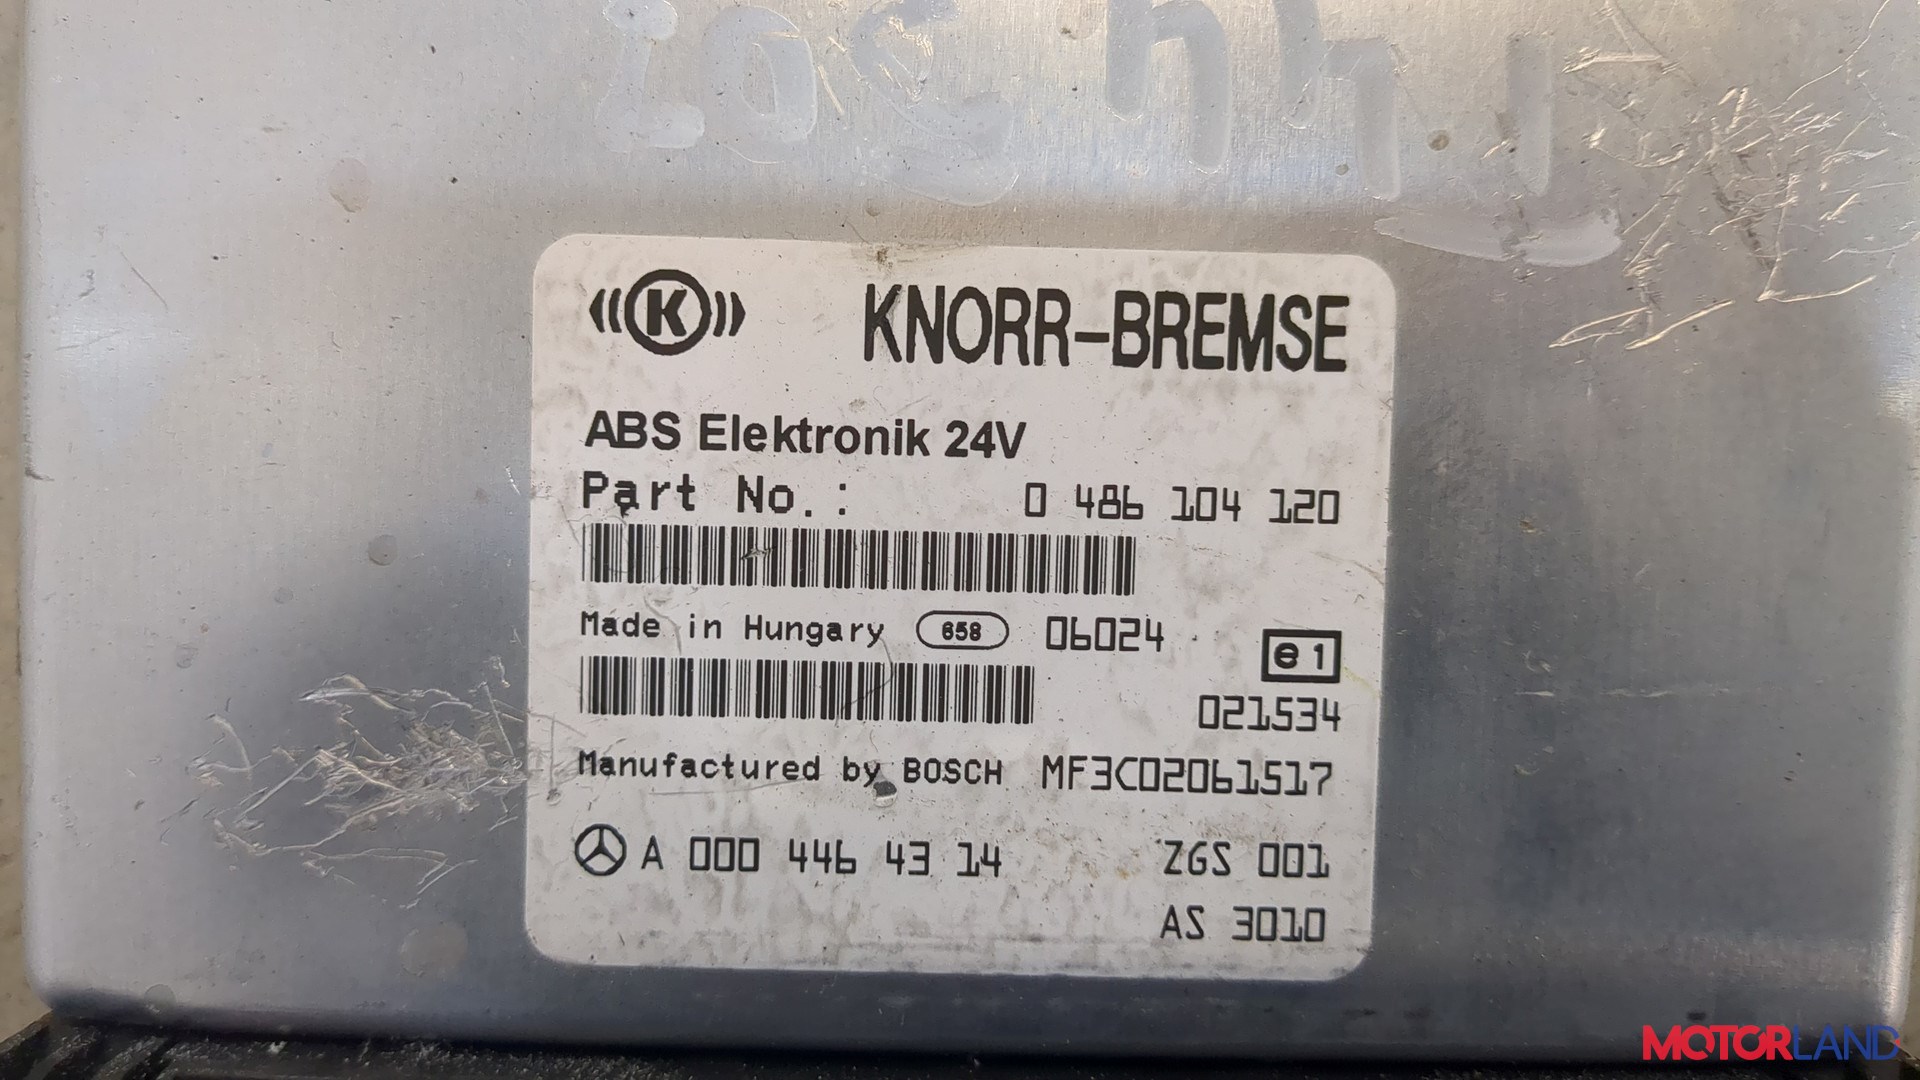 K KNORR-BREMSE
ABS Elektronik 24V
Part No.: 0 486 104 120
Made in Hungary 658 06024
e1
021534
Manufactured by BOSCH MF3C02061517
A 000 446 43 14 ZGS 001
AS 3010
MOTORLAND